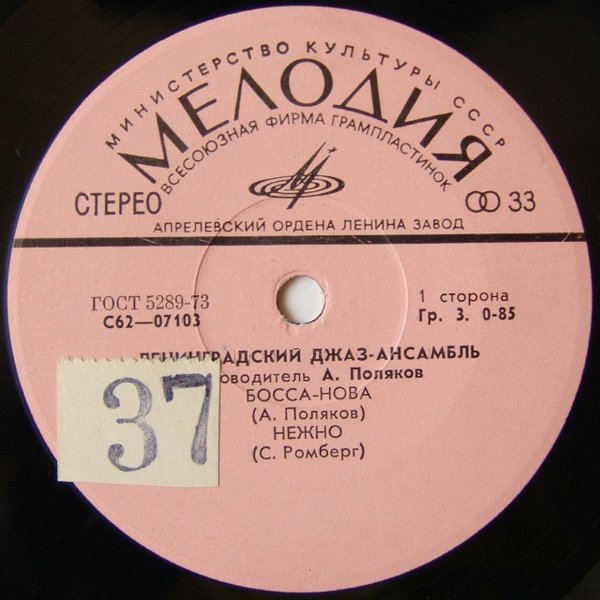 МИНИСТЕРСТВО КУЛЬТУРЫ СССР
МЕЛОДИЯ
ВСЕСОЮЗНАЯ ФИРМА ГРАМПЛАСТИНОК
СТЕРЕО
33
АПРЕЛЕВСКИЙ ОРДЕНА ЛЕНИНА ЗАВОД
ГОСТ 5289-73
1 сторона
С62—07103
Гр. 3. 0-85
ЛЕНИНГРАДСКИЙ ДЖАЗ-АНСАМБЛЬ
А. Поляков
БОССА-НОВА
(А. Поляков)
НЕЖНО
(С. Ромберг)
37